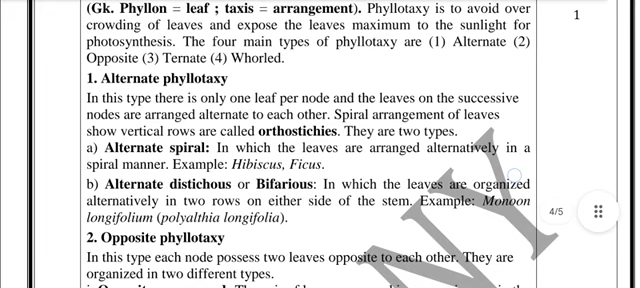 (Gk. Phyllon = leaf ; taxis = arrangement). Phyllotaxy is to avoid over
crowding of leaves and expose the leaves maximum to the sunlight for
photosynthesis. The four main types of phyllotaxy are (1) Alternate (2)
Opposite (3) Ternate (4) Whorled.
1
1. Alternate phyllotaxy
In this type there is only one leaf per node and the leaves on the successive
nodes are arranged alternate to each other. Spiral arrangement of leaves
show vertical rows are called orthostichies. They are two types.
a) Alternate spiral: In which the leaves are arranged alternatively in a
spiral manner. Example: Hibiscus, Ficus.
b) Alternate distichous or Bifarious: In which the leaves are organized
alternatively in two rows on either side of the stem. Example: Monoon
longifolium (polyalthia longifolia).
4/5
2. Opposite phyllotaxy
In this type each node possess two leaves opposite to each other. They are
organized in two different types.
NY